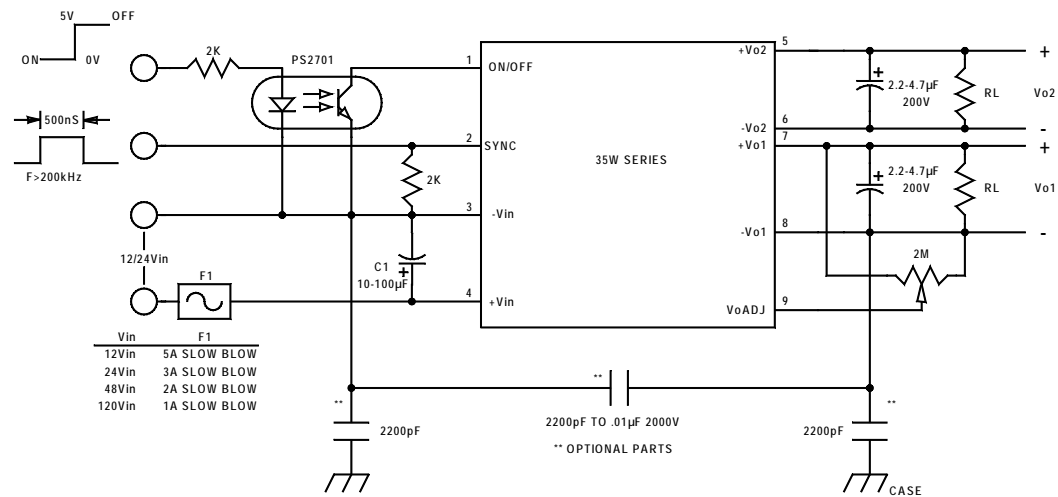 5V OFF
ON 0V
2K
PS2701
1 ON/OFF
500nS
F>200kHz
2 SYNC
2K
3 -Vin
12/24Vin
C1
10-100µF
F1
4 +Vin
35W SERIES
+Vo2 5
-Vo2 6
+Vo1 7
-Vo1 8
VoADJ 9
+
2.2-4.7µF
200V
RL
+
Vo2
-
+
2.2-4.7µF
200V
RL
+
Vo1
-
2M
+
Vin F1
12Vin 5A SLOW BLOW
24Vin 3A SLOW BLOW
48Vin 2A SLOW BLOW
120Vin 1A SLOW BLOW
**
2200pF
**
2200pF TO .01µF 2000V
** OPTIONAL PARTS
**
2200pF
CASE